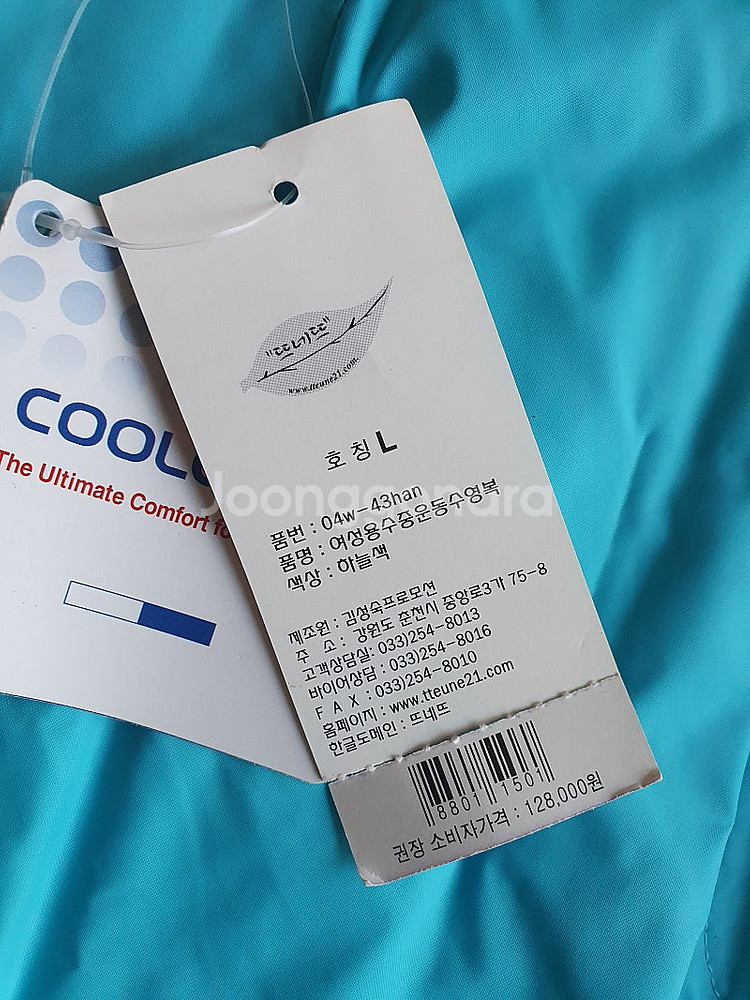 "뜨네뜨"
www.tteune21.com
호 칭 L
품번 : 04w-43han
품명 : 여성용수중운동수영복
색상 : 하늘색
제조원 : 김성숙프로모션
주 소 : 강원도 춘천시 중앙로3가 75-8
고객상담실: 033)254-8013
바이어상담 : 033)254-8016
F A X : 033)254-8010
홈페이지 : www.tteune21.com
한글도메인 : 뜨네뜨
8801 1501
권장 소비자가격 : 128,000원
COOL
The Ultimate Comfort fo
Joonggonara